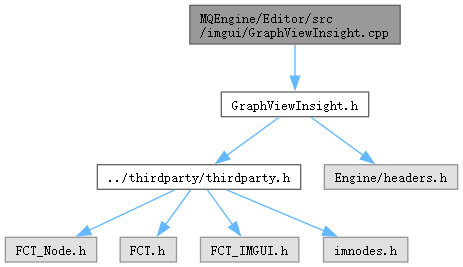 MQEngine/Editor/src
/imgui/GraphViewInsight.cpp
GraphViewInsight.h
../thirdparty/thirdparty.h
Engine/headers.h
FCT_Node.h
FCT.h
FCT_IMGUI.h
imnodes.h